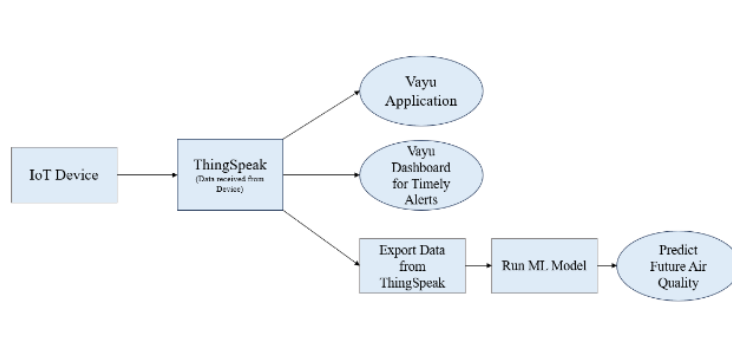 Vayu
Application
IoT Device
ThingSpeak
(Data received from
Device)
Vayu
Dashboard
for Timely
Alerts
Export Data
from
ThingSpeak
Run ML Model
Predict
Future Air
Quality